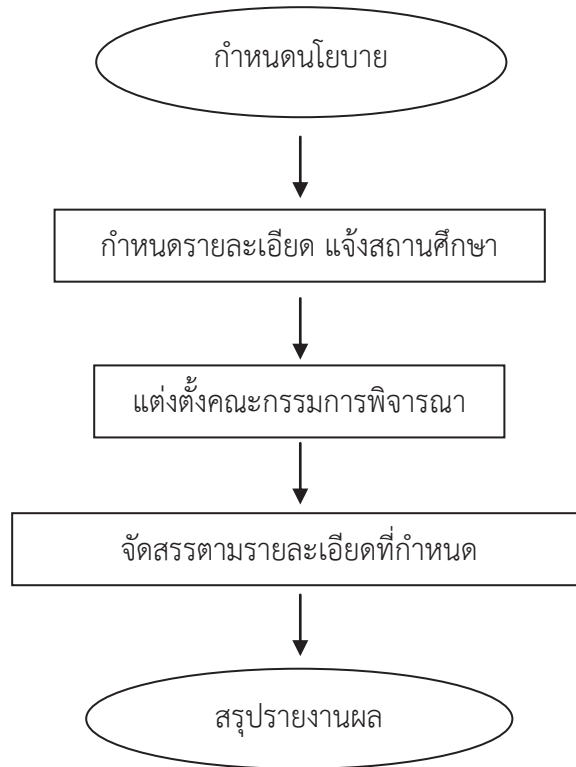 กำหนดนโยบาย
กำหนดรายละเอียด แจ้งสถานศึกษา
แต่งตั้งคณะกรรมการพิจารณา
จัดสรรตามรายละเอียดที่กำหนด
สรุปรายงานผล